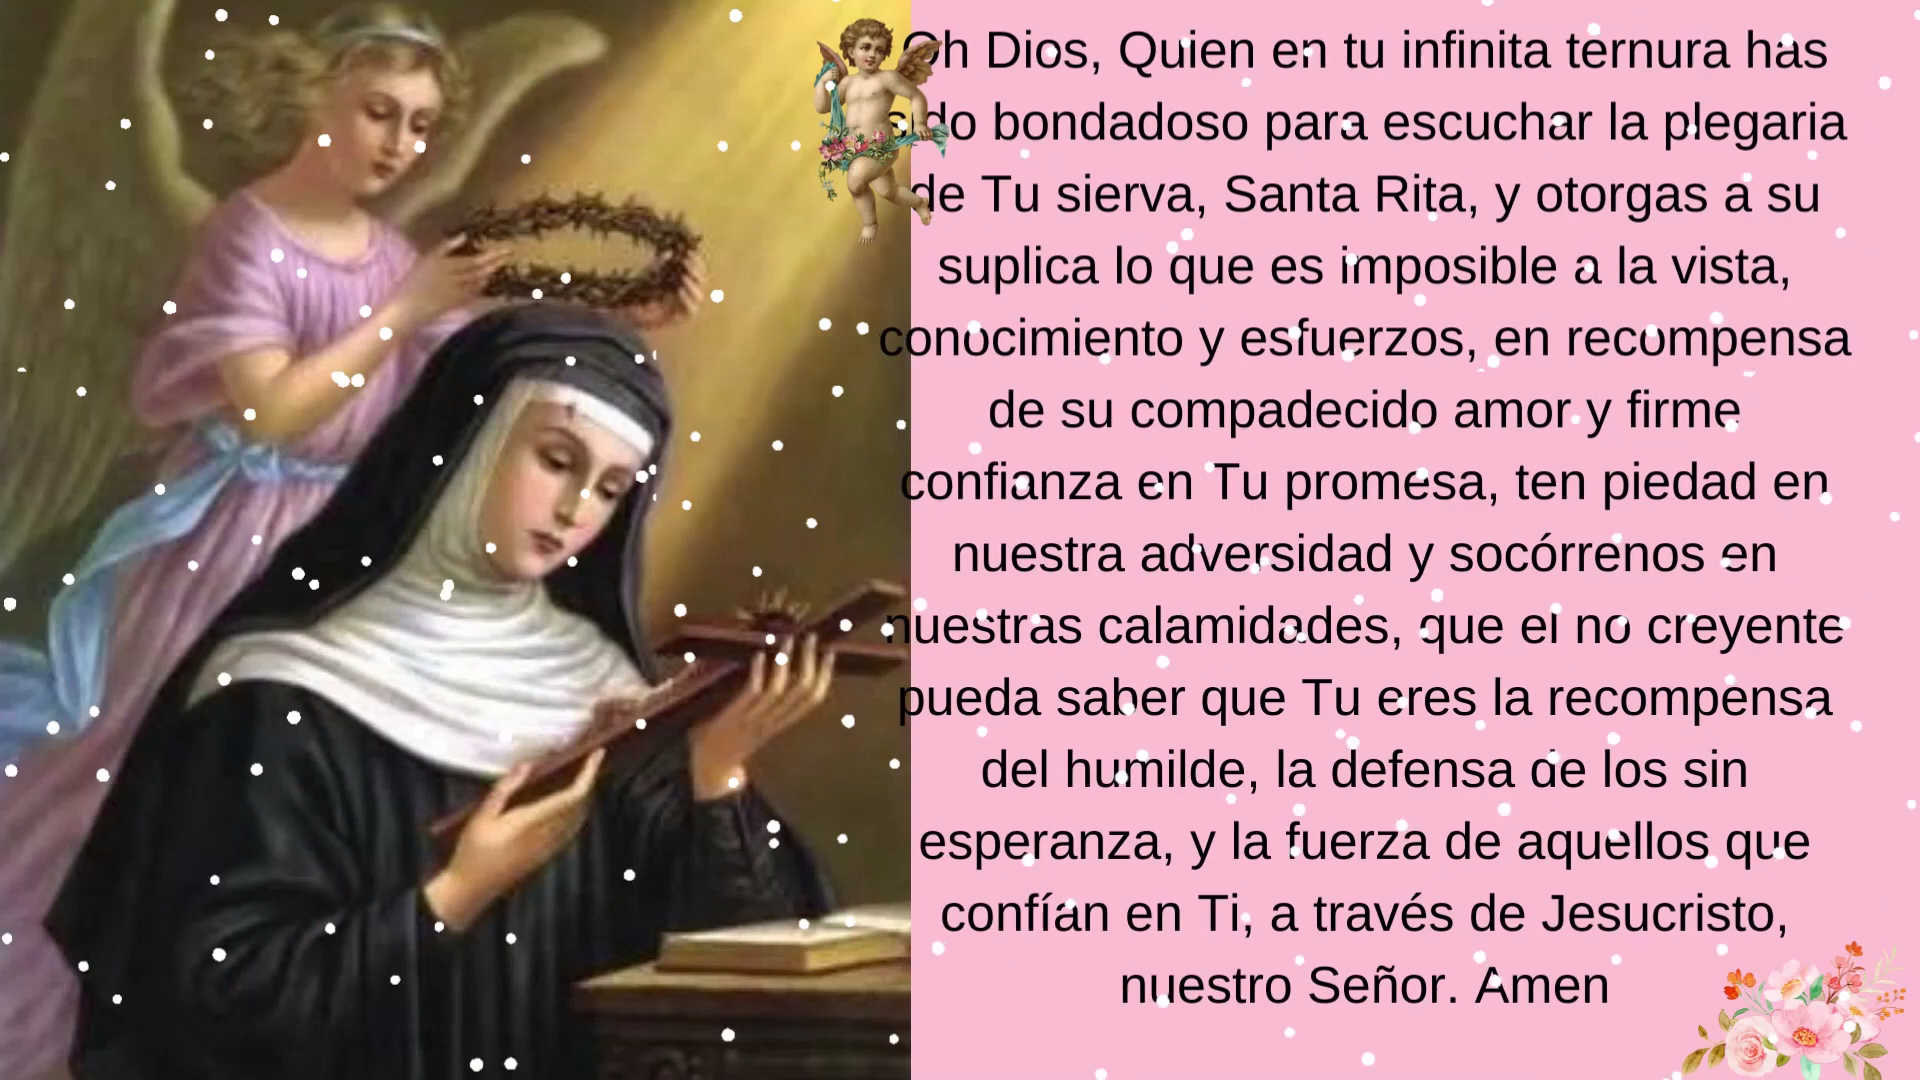 Oh Dios, Quien en tu infinita ternura has
sido bondadoso para escuchar la plegaria
de Tu sierva, Santa Rita, y otorgas a su
suplica lo que es imposible a la vista,
conocimiento y esfuerzos, en recompensa
de su compadecido amor y firme
confianza en Tu promesa, ten piedad en
nuestra adversidad y socórrenos en
nuestras calamidades, que el no creyente
pueda saber que Tu eres la recompensa
del humilde, la defensa de los sin
esperanza, y la fuerza de aquellos que
confían en Ti, a través de Jesucristo,
nuestro Señor. Amen